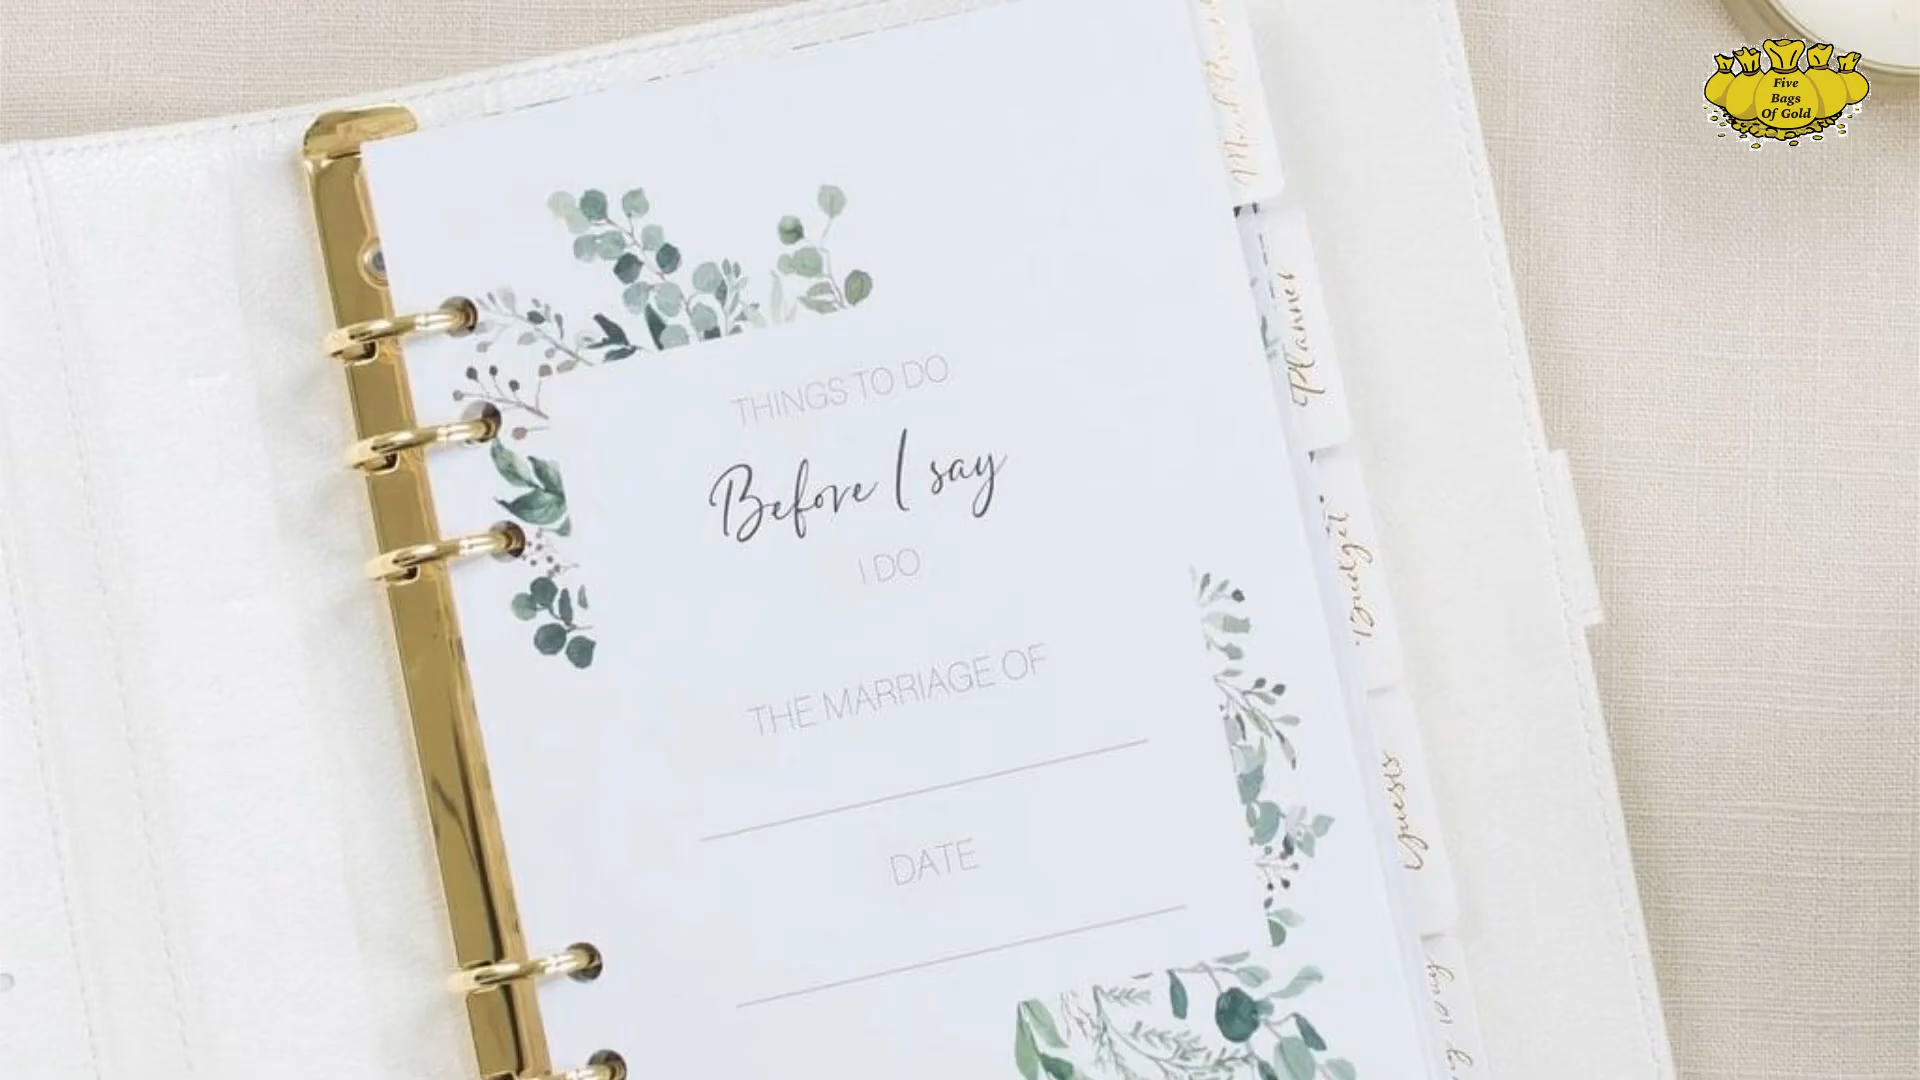 Five
Bags
Of Gold
THINGS TO DO
Before I say
I DO
THE MARRIAGE OF
DATE
Planner
Budget
Guests